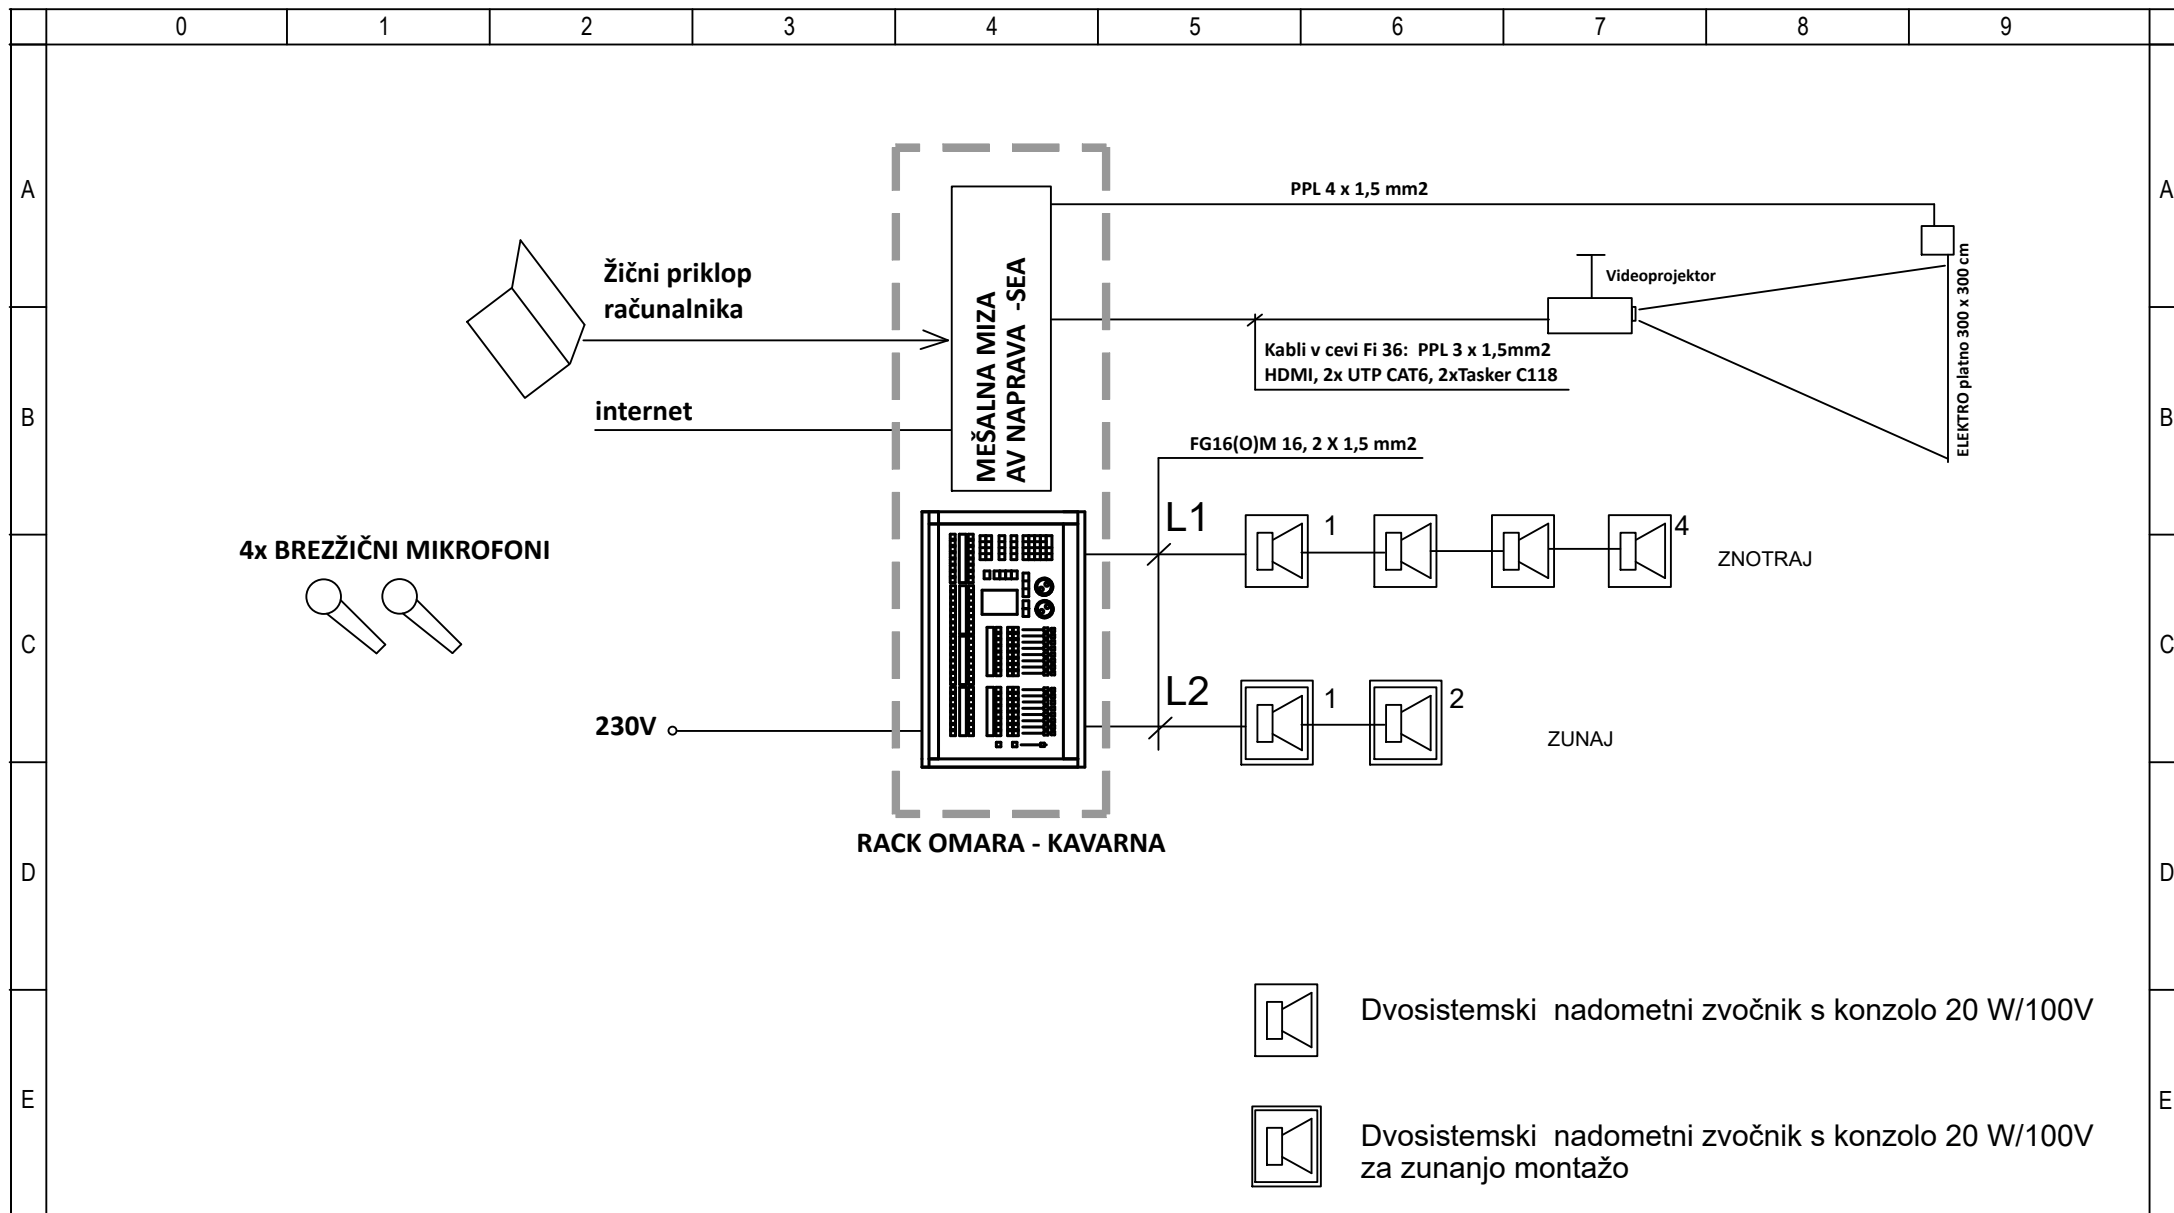 0 1 2 3 4 5 6 7 8 9
A A
PPL 4 x 1,5 mm2
Žični priklop
računalnika
MEŠALNA MIZA
AV NAPRAVA -SEA
Videoprojektor
ELEKTRO platno 300 x 300 cm
Kabli v cevi Fi 36: PPL 3 x 1,5mm2
HDMI, 2x UTP CAT6, 2xTasker C118
internet
B B
FG16(O)M 16, 2 X 1,5 mm2
L1
1
4
ZNOTRAJ
4x BREZŽIČNI MIKROFONI
C C
L2
1
2
ZUNAJ
230V
RACK OMARA - KAVARNA
D D
Dvosistemski nadometni zvočnik s konzolo 20 W/100V
E E
Dvosistemski nadometni zvočnik s konzolo 20 W/100V
za zunanjo montažo